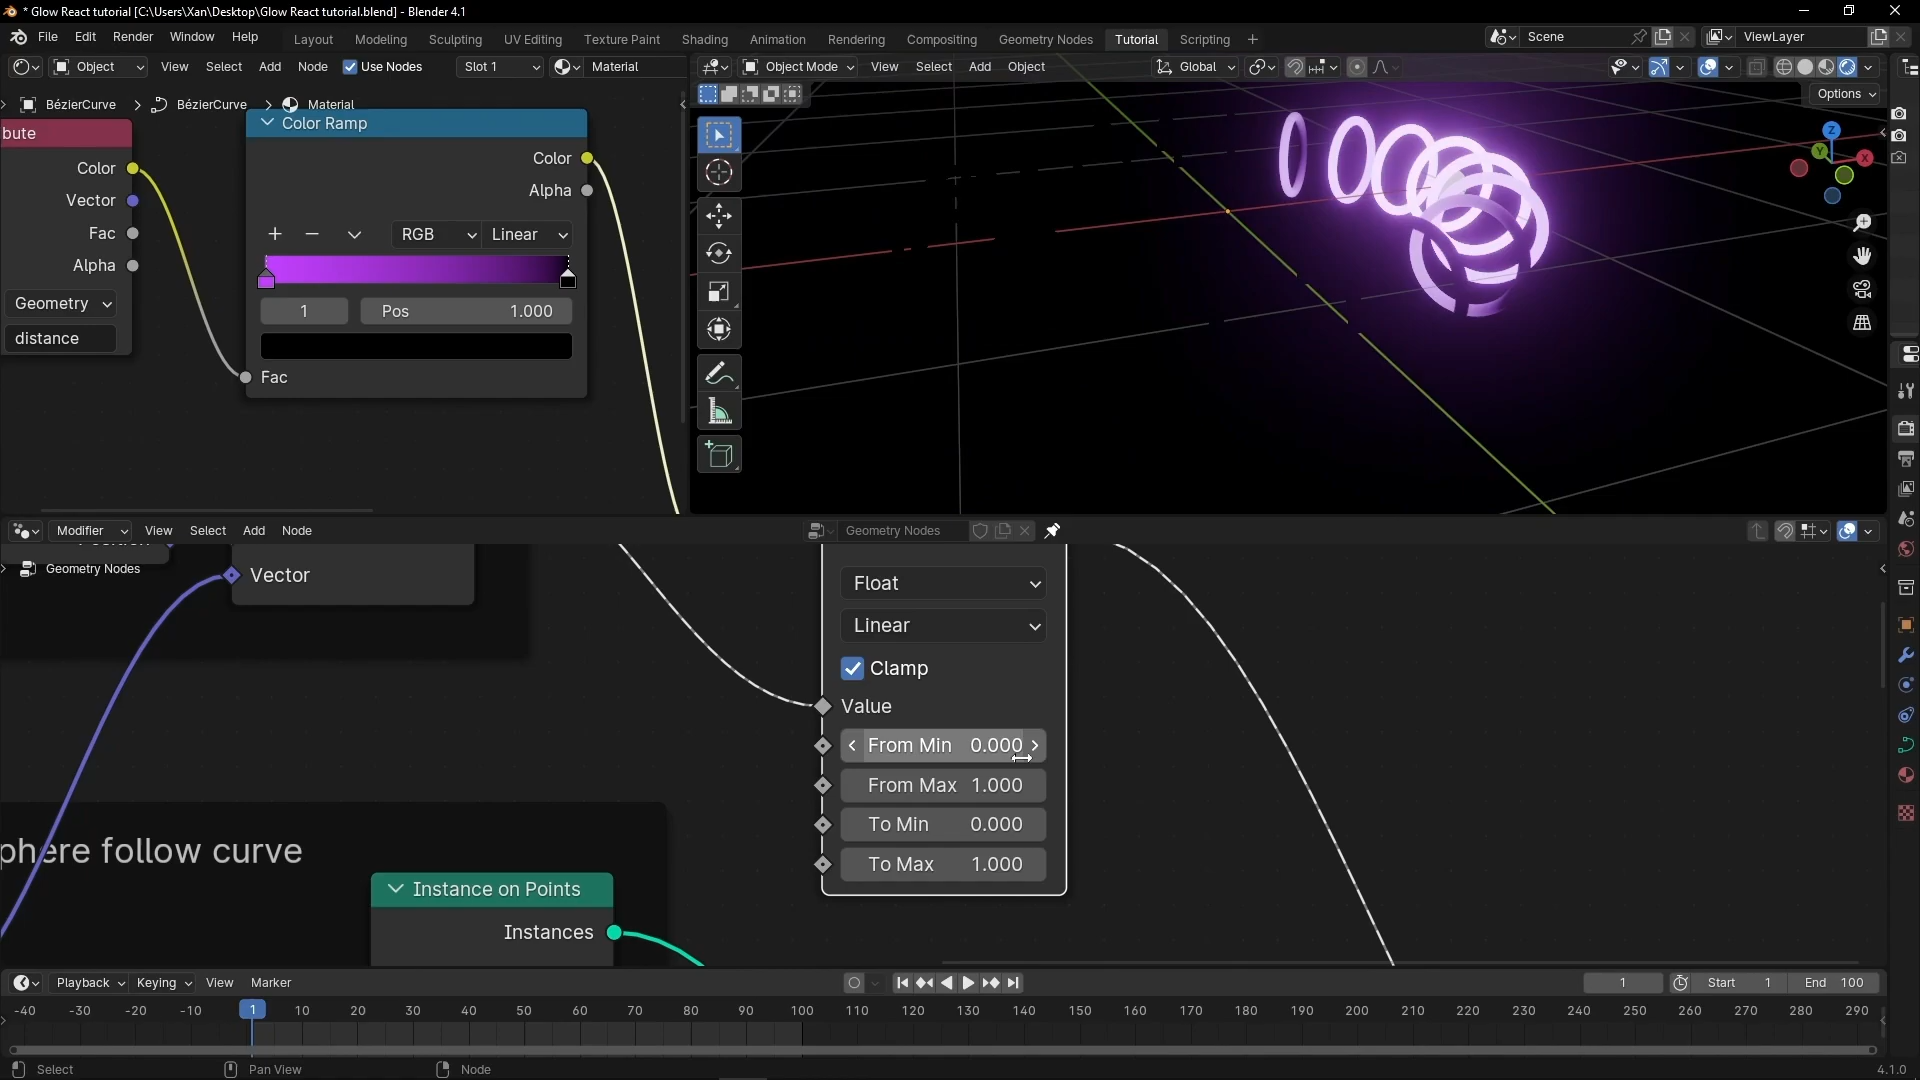 * Glow React tutorial [C:\Users\Xan\Desktop\Glow React tutorial.blend] - Blender 4.1
File Edit Render Window Help Layout Modeling Sculpting UV Editing Texture Paint Shading Animation Rendering Compositing Geometry Nodes Tutorial Scripting + Scene ViewLayer
Object View Select Add Node Use Nodes Slot 1 Material
Object Mode View Select Add Object Global
Options
BézierCurve > BézierCurve > Material
bute
Color
Vector
Fac
Alpha
Geometry
distance
Color Ramp
Color
Alpha
RGB Linear
1 Pos 1.000
Fac
Z
Y X
Modifier View Select Add Node Geometry Nodes
Geometry Nodes
Vector
Float
Linear
Clamp
Value
From Min 0.000
From Max 1.000
To Min 0.000
To Max 1.000
phere follow curve
Instance on Points
Instances
Playback Keying View Marker 1 Start 1 End 100
-40 -30 -20 -10 1 10 20 30 40 50 60 70 80 90 100 110 120 130 140 150 160 170 180 190 200 210 220 230 240 250 260 270 280 290
Select Pan View Node 4.1.0